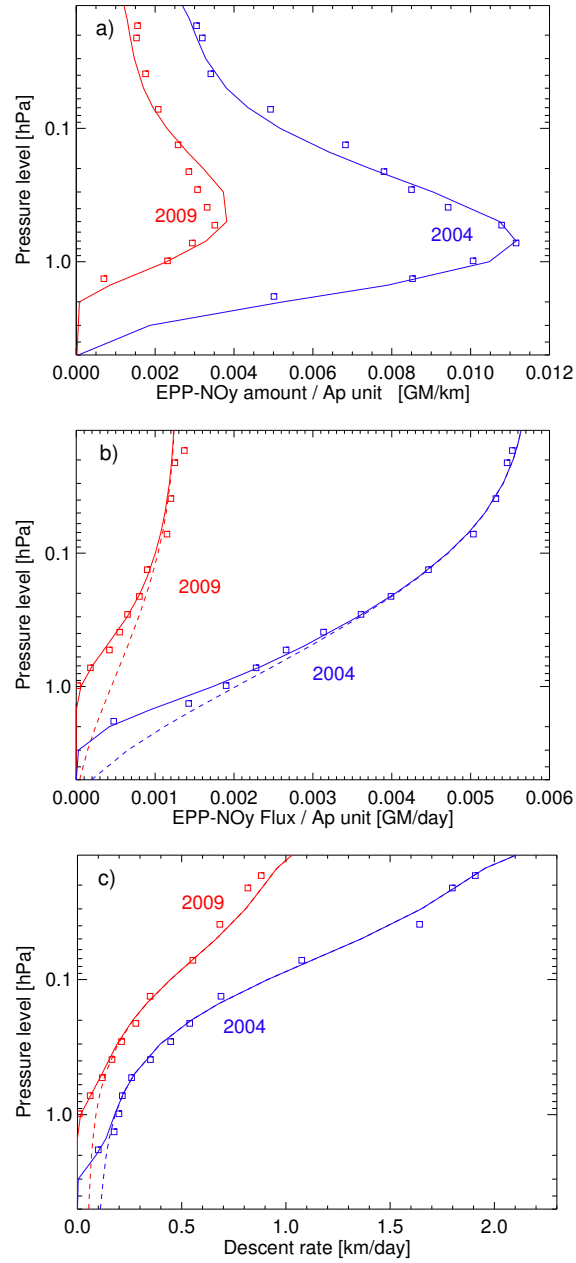 a)
Pressure level [hPa]
0.1
1.0
2009
2004
0.000 0.002 0.004 0.006 0.008 0.010 0.012
EPP-NOy amount / Ap unit [GM/km]
b)
Pressure level [hPa]
0.1
1.0
2009
2004
0.000 0.001 0.002 0.003 0.004 0.005 0.006
EPP-NOy Flux / Ap unit [GM/day]
c)
Pressure level [hPa]
2009
0.1
2004
1.0
0.0 0.5 1.0 1.5 2.0
Descent rate [km/day]